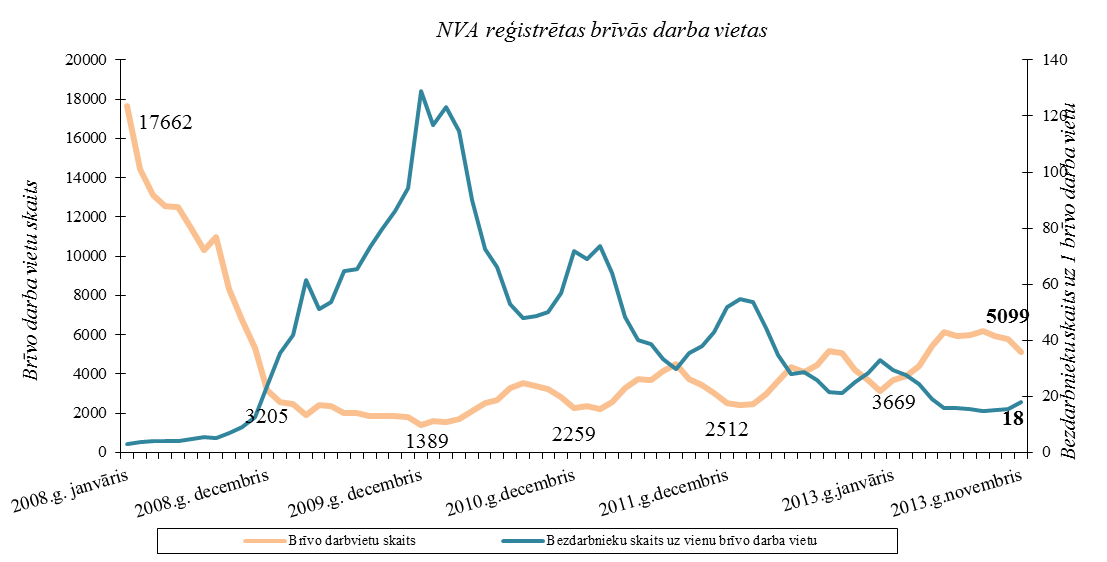 NVA reģistrētas brīvās darba vietas
Brīvo darba vietu skaits
20000
18000
16000
14000
12000
10000
8000
6000
4000
2000
0
140
120
100
80
60
40
20
0
Bezdarbnieku skaits uz 1 brīvo darba vietu
17662
3205
1389
2259
2512
3669
5099
18
2008.g. janvāris
2008.g. decembris
2009.g. decembris
2010.g.decembris
2011.g.decembris
2013.g.janvāris
2013.g.novembris
Brīvo darbvietu skaits
Bezdarbnieku skaits uz vienu brīvo darba vietu